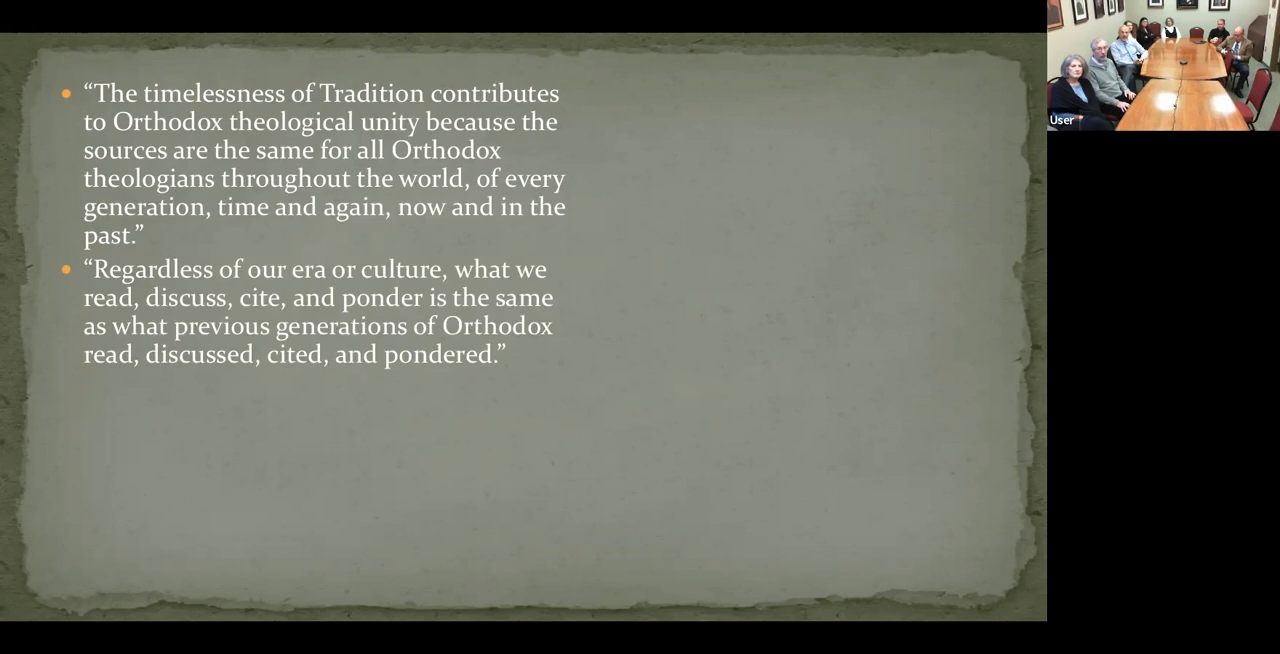 “The timelessness of Tradition contributes
to Orthodox theological unity because the
sources are the same for all Orthodox
theologians throughout the world, of every
generation, time and again, now and in the
past.”
“Regardless of our era or culture, what we
read, discuss, cite, and ponder is the same
as what previous generations of Orthodox
read, discussed, cited, and pondered.”
User